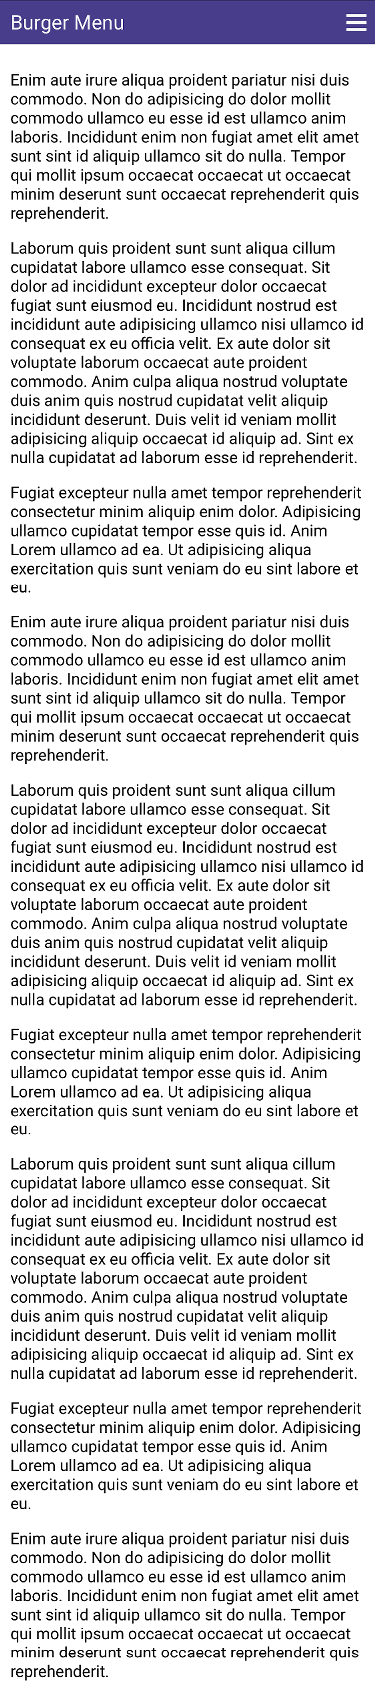 Burger Menu
Enim aute irure aliqua proident pariatur nisi duis
commodo. Non do adipisicing do dolor mollit
commodo ullamco eu esse id est ullamco anim
laboris. Incididunt enim non fugiat amet elit amet
sunt sint id aliquip ullamco sit do nulla. Tempor
qui mollit ipsum occaecat occaecat ut occaecat
minim deserunt sunt occaecat reprehenderit quis
reprehenderit.
Laborum quis proident sunt sunt aliqua cillum
cupidatat labore ullamco esse consequat. Sit
dolor ad incididunt excepteur dolor occaecat
fugiat sunt eiusmod eu. Incididunt nostrud est
incididunt aute adipisicing ullamco nisi ullamco id
consequat ex eu officia velit. Ex aute dolor sit
voluptate laborum occaecat aute proident
commodo. Anim culpa aliqua nostrud voluptate
duis anim quis nostrud cupidatat velit aliquip
incididunt deserunt. Duis velit id veniam mollit
adipisicing aliquip occaecat id aliquip ad. Sint ex
nulla cupidatat ad laborum esse id reprehenderit.
Fugiat excepteur nulla amet tempor reprehenderit
consectetur minim aliquip enim dolor. Adipisicing
ullamco cupidatat tempor esse quis id. Anim
Lorem ullamco ad ea. Ut adipisicing aliqua
exercitation quis sunt veniam do eu sint labore et
eu.
Enim aute irure aliqua proident pariatur nisi duis
commodo. Non do adipisicing do dolor mollit
commodo ullamco eu esse id est ullamco anim
laboris. Incididunt enim non fugiat amet elit amet
sunt sint id aliquip ullamco sit do nulla. Tempor
qui mollit ipsum occaecat occaecat ut occaecat
minim deserunt sunt occaecat reprehenderit quis
reprehenderit.
Laborum quis proident sunt sunt aliqua cillum
cupidatat labore ullamco esse consequat. Sit
dolor ad incididunt excepteur dolor occaecat
fugiat sunt eiusmod eu. Incididunt nostrud est
incididunt aute adipisicing ullamco nisi ullamco id
consequat ex eu officia velit. Ex aute dolor sit
voluptate laborum occaecat aute proident
commodo. Anim culpa aliqua nostrud voluptate
duis anim quis nostrud cupidatat velit aliquip
incididunt deserunt. Duis velit id veniam mollit
adipisicing aliquip occaecat id aliquip ad. Sint ex
nulla cupidatat ad laborum esse id reprehenderit.
Fugiat excepteur nulla amet tempor reprehenderit
consectetur minim aliquip enim dolor. Adipisicing
ullamco cupidatat tempor esse quis id. Anim
Lorem ullamco ad ea. Ut adipisicing aliqua
exercitation quis sunt veniam do eu sint labore et
eu.
Laborum quis proident sunt sunt aliqua cillum
cupidatat labore ullamco esse consequat. Sit
dolor ad incididunt excepteur dolor occaecat
fugiat sunt eiusmod eu. Incididunt nostrud est
incididunt aute adipisicing ullamco nisi ullamco id
consequat ex eu officia velit. Ex aute dolor sit
voluptate laborum occaecat aute proident
commodo. Anim culpa aliqua nostrud voluptate
duis anim quis nostrud cupidatat velit aliquip
incididunt deserunt. Duis velit id veniam mollit
adipisicing aliquip occaecat id aliquip ad. Sint ex
nulla cupidatat ad laborum esse id reprehenderit.
Fugiat excepteur nulla amet tempor reprehenderit
consectetur minim aliquip enim dolor. Adipisicing
ullamco cupidatat tempor esse quis id. Anim
Lorem ullamco ad ea. Ut adipisicing aliqua
exercitation quis sunt veniam do eu sint labore et
eu.
Enim aute irure aliqua proident pariatur nisi duis
commodo. Non do adipisicing do dolor mollit
commodo ullamco eu esse id est ullamco anim
laboris. Incididunt enim non fugiat amet elit amet
sunt sint id aliquip ullamco sit do nulla. Tempor
qui mollit ipsum occaecat occaecat ut occaecat
minim deserunt sunt occaecat reprehenderit quis
reprehenderit.